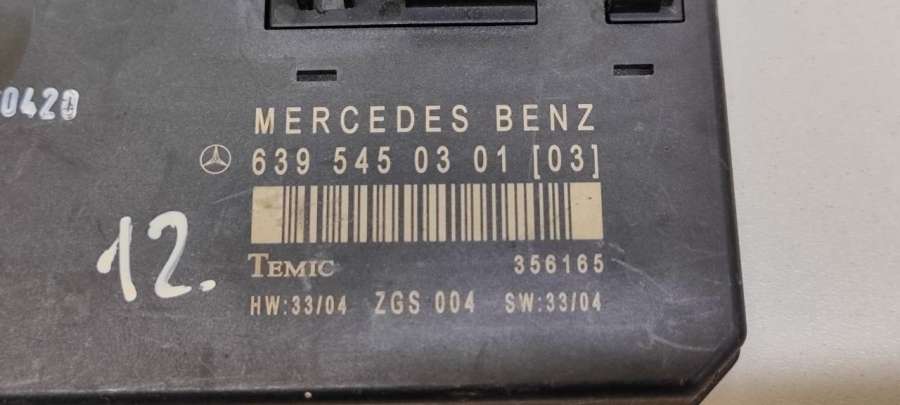 0420
MERCEDES BENZ
639 545 03 01 [03]
12.
TEMIC 356165
HW:33/04 ZGS 004 SW:33/04